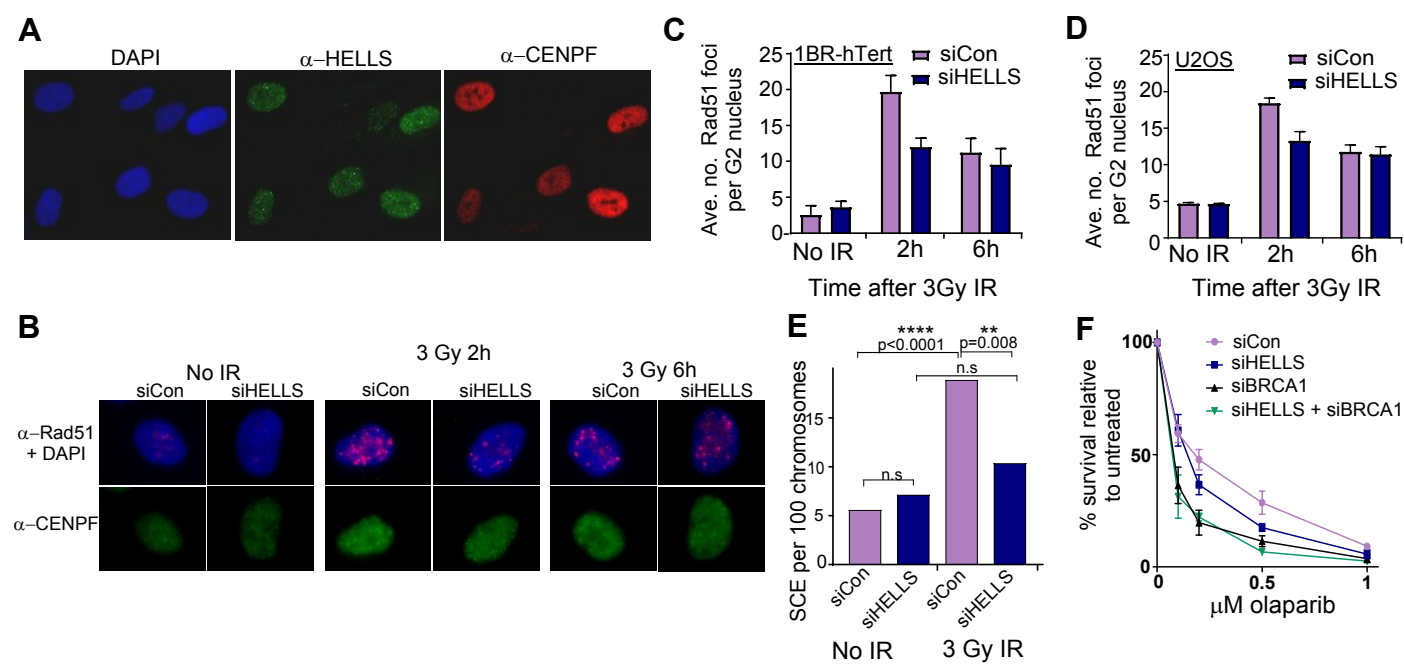 A
DAPI
α–HELLS
α–CENPF
B
No IR
3 Gy 2h
3 Gy 6h
siCon
siHELLS
siCon
siHELLS
siCon
siHELLS
α–Rad51
+ DAPI
α–CENPF
C
1BR-hTert
siCon
siHELLS
Ave. no. Rad51 foci
per G2 nucleus
25
20
15
10
5
0
No IR
2h
6h
Time after 3Gy IR
D
U2OS
siCon
siHELLS
Ave. no. Rad51 foci
per G2 nucleus
25
20
15
10
5
0
No IR
2h
6h
Time after 3Gy IR
E
****
p<0.0001
**
p=0.008
n.s
n.s
SCE per 100 chromosomes
15
10
5
0
siCon
siHELLS
siCon
siHELLS
No IR
3 Gy IR
F
siCon
siHELLS
siBRCA1
siHELLS + siBRCA1
% survival relative
to untreated
100
50
0
0
0.5
1
μM olaparib